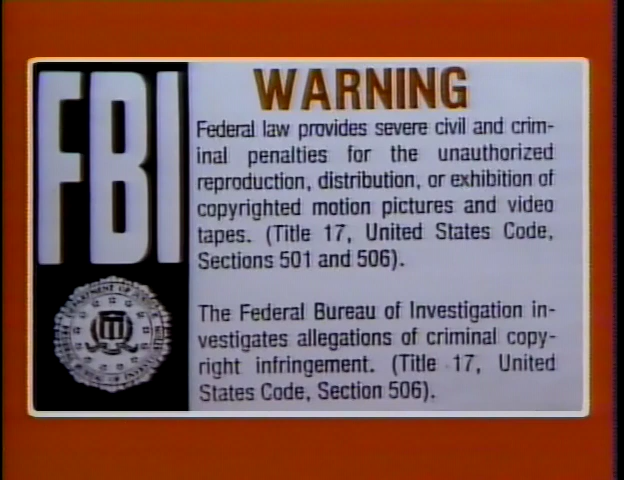 FBI
WARNING
Federal law provides severe civil and crim-
inal penalties for the unauthorized
reproduction, distribution, or exhibition of
copyrighted motion pictures and video
tapes. (Title 17, United States Code,
Sections 501 and 506).
The Federal Bureau of Investigation in-
vestigates allegations of criminal copy-
right infringement. (Title 17, United
States Code, Section 506).